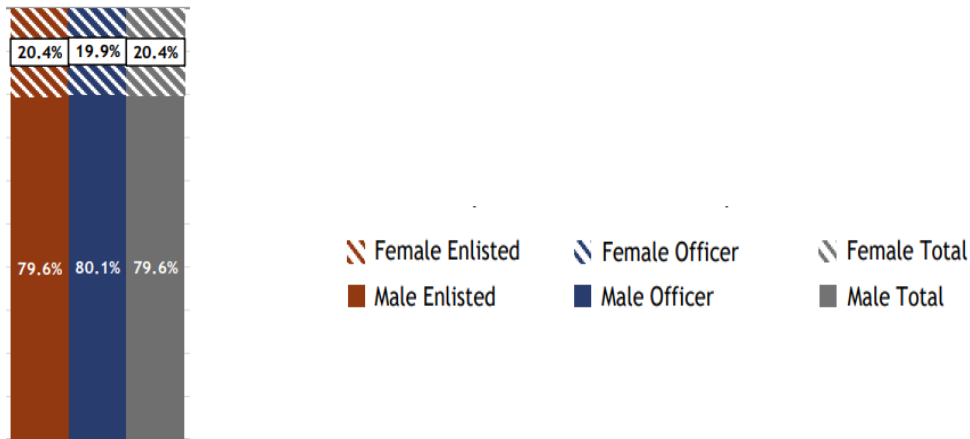 20.4% 19.9% 20.4%
79.6% 80.1% 79.6%
Female Enlisted Female Officer Female Total
Male Enlisted Male Officer Male Total